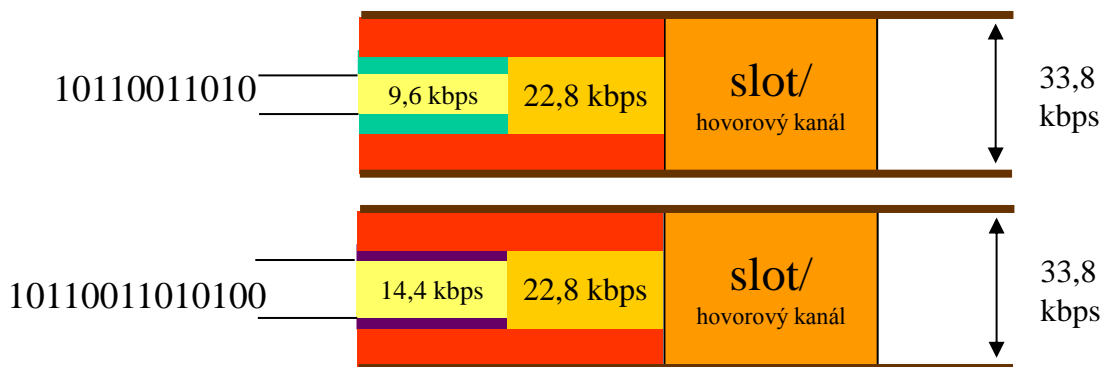 10110011010
9,6 kbps
22,8 kbps
slot/
hovorový kanál
33,8
kbps
10110011010100
14,4 kbps
22,8 kbps
slot/
hovorový kanál
33,8
kbps